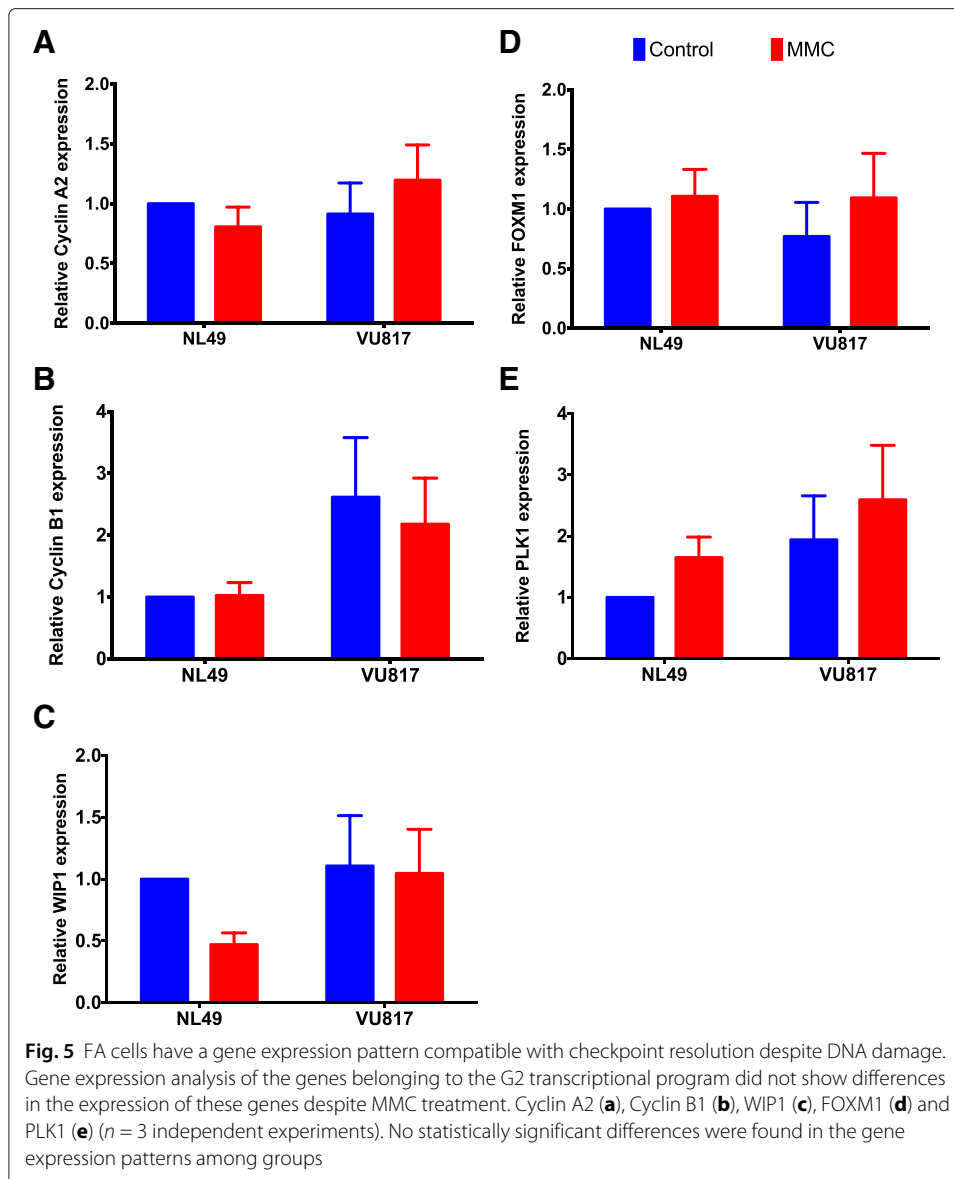 A
Relative Cyclin A2 expression
2.0
1.5
1.0
0.5
0.0
NL49 VU817
D
Control MMC
Relative FOXM1 expression
2.0
1.5
1.0
0.5
0.0
NL49 VU817
B
Relative Cyclin B1 expression
4
3
2
1
0
NL49 VU817
E
Relative PLK1 expression
4
3
2
1
0
NL49 VU817
C
Relative WIP1 expression
2.0
1.5
1.0
0.5
0.0
NL49 VU817
Fig. 5 FA cells have a gene expression pattern compatible with checkpoint resolution despite DNA damage.
Gene expression analysis of the genes belonging to the G2 transcriptional program did not show differences
in the expression of these genes despite MMC treatment. Cyclin A2 (a), Cyclin B1 (b), WIP1 (c), FOXM1 (d) and
PLK1 (e) (n = 3 independent experiments). No statistically significant differences were found in the gene
expression patterns among groups